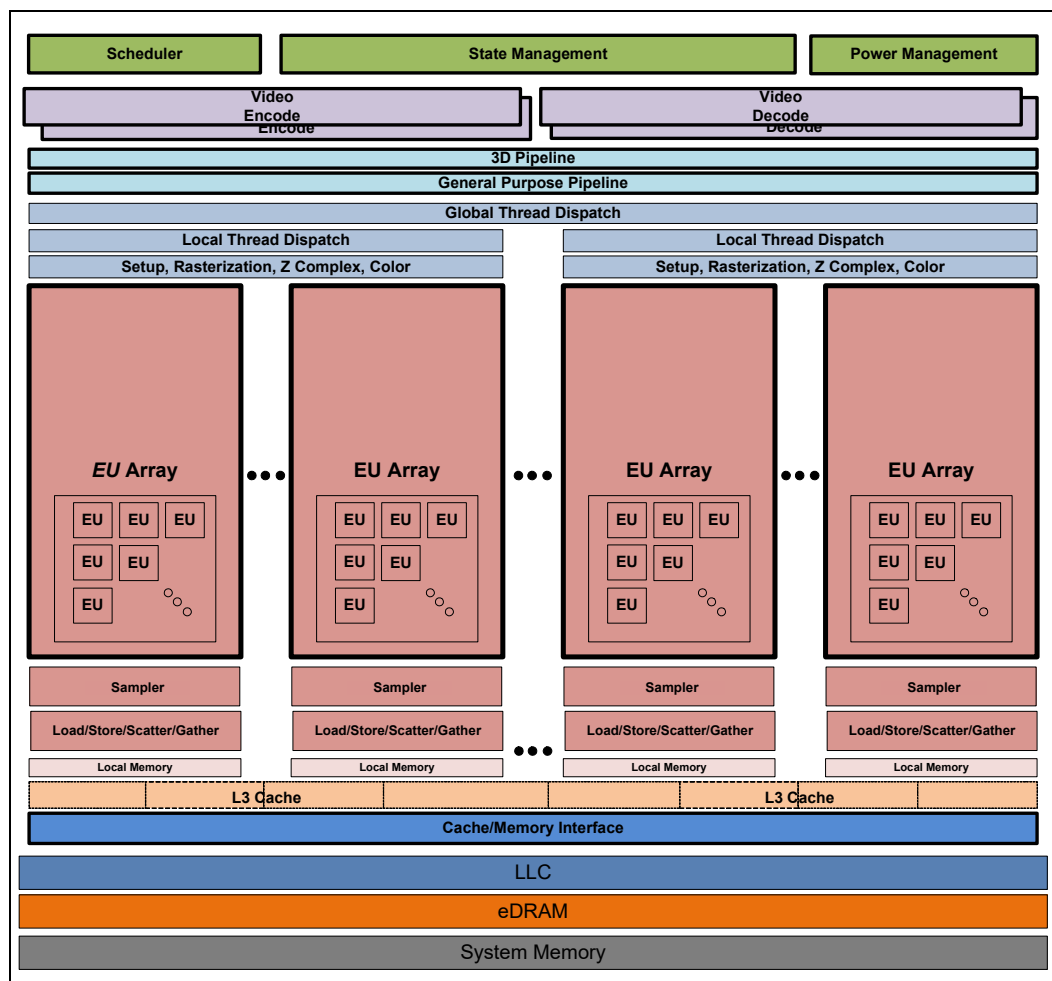 Scheduler
State Management
Power Management
Video
Encode
Encode
Video
Decode
Decode
3D Pipeline
General Purpose Pipeline
Global Thread Dispatch
Local Thread Dispatch
Local Thread Dispatch
Setup, Rasterization, Z Complex, Color
Setup, Rasterization, Z Complex, Color
EU Array
EU Array
EU Array
EU Array
EU EU EU
EU EU EU
EU EU EU
EU EU EU
EU EU
EU EU
EU EU
EU EU
EU
EU
EU
EU
Sampler
Sampler
Sampler
Sampler
Load/Store/Scatter/Gather
Load/Store/Scatter/Gather
Load/Store/Scatter/Gather
Load/Store/Scatter/Gather
Local Memory
Local Memory
Local Memory
Local Memory
L3 Cache
L3 Cache
Cache/Memory Interface
LLC
eDRAM
System Memory